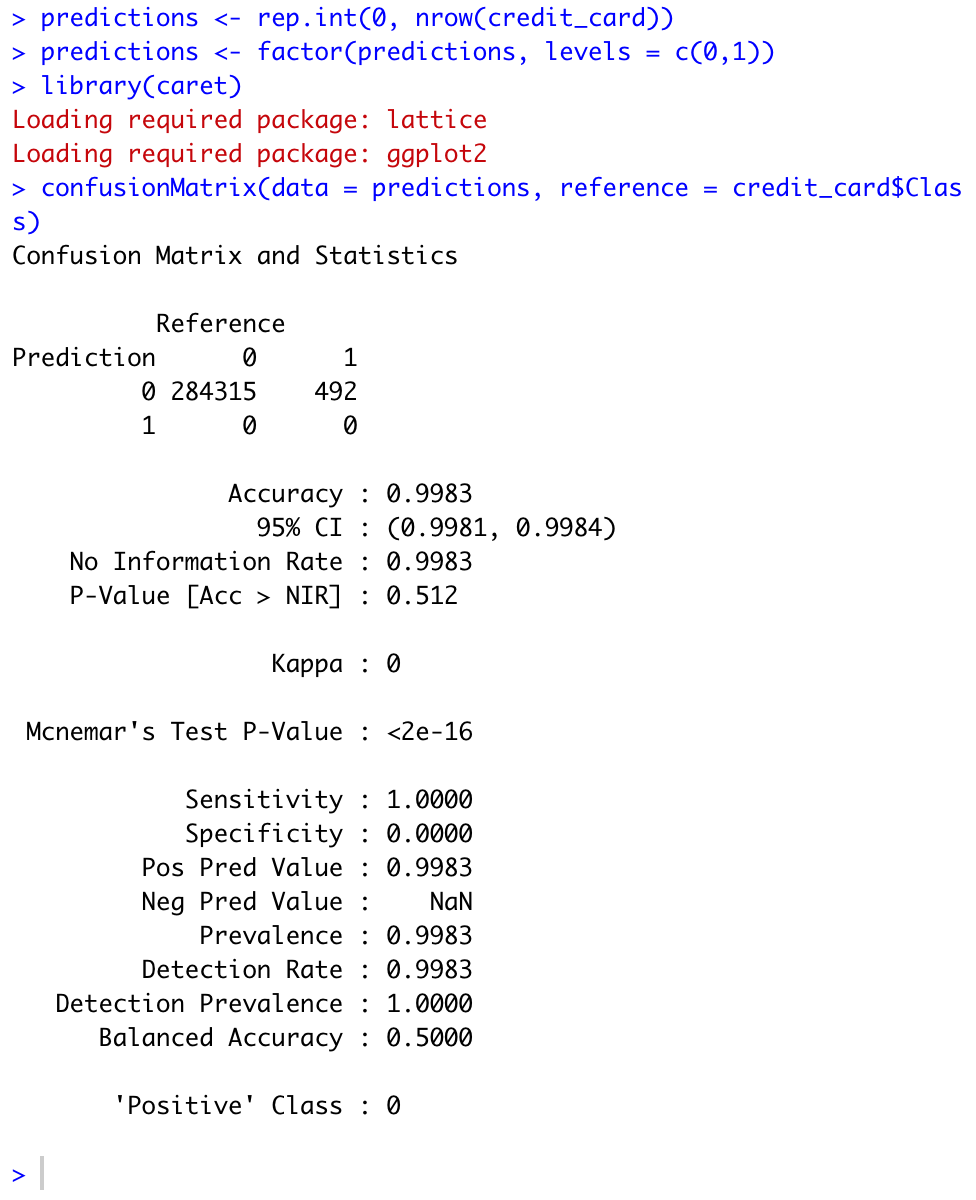 > predictions <- rep.int(0, nrow(credit_card))
> predictions <- factor(predictions, levels = c(0,1))
> library(caret)
Loading required package: lattice
Loading required package: ggplot2
> confusionMatrix(data = predictions, reference = credit_card$Clas
s)
Confusion Matrix and Statistics

          Reference
Prediction      0      1
         0 284315    492
         1      0      0

               Accuracy : 0.9983
                 95% CI : (0.9981, 0.9984)
    No Information Rate : 0.9983
    P-Value [Acc > NIR] : 0.512

                  Kappa : 0

 Mcnemar's Test P-Value : <2e-16

            Sensitivity : 1.0000
            Specificity : 0.0000
         Pos Pred Value : 0.9983
         Neg Pred Value :    NaN
             Prevalence : 0.9983
         Detection Rate : 0.9983
   Detection Prevalence : 1.0000
      Balanced Accuracy : 0.5000

       'Positive' Class : 0

>